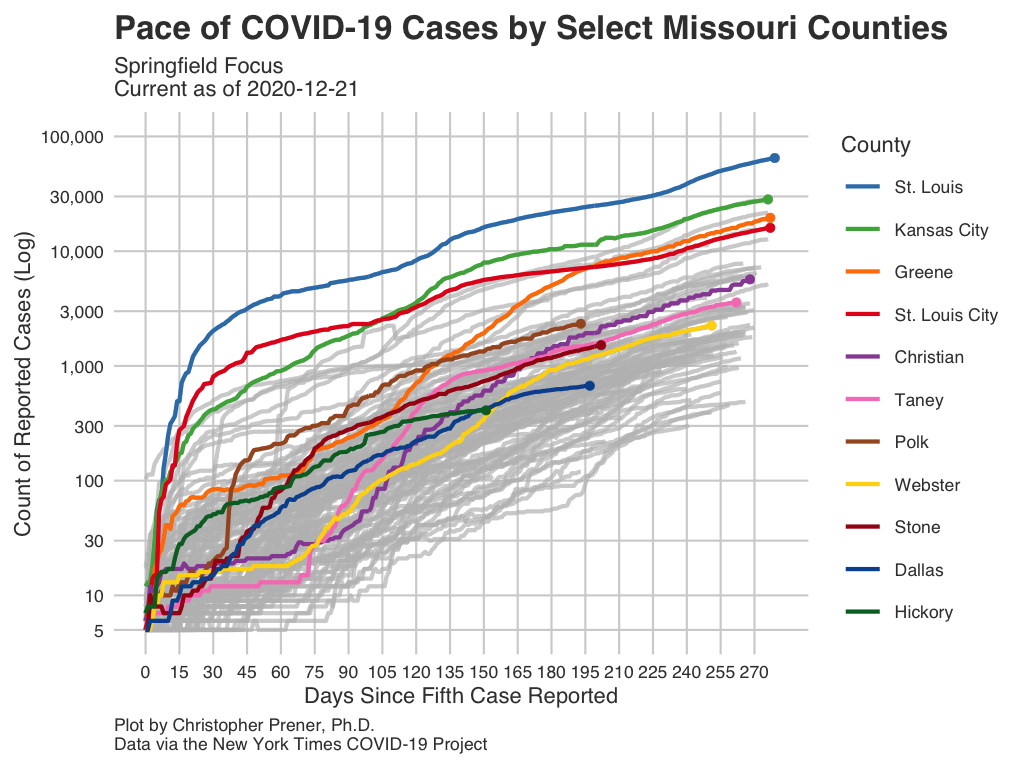 Pace of COVID-19 Cases by Select Missouri Counties
Springfield Focus
Current as of 2020-12-21
Count of Reported Cases (Log)
100,000
30,000
10,000
3,000
1,000
300
100
30
10
5
0 15 30 45 60 75 90 105 120 135 150 165 180 195 210 225 240 255 270
Days Since Fifth Case Reported
County
St. Louis
Kansas City
Greene
St. Louis City
Christian
Taney
Polk
Webster
Stone
Dallas
Hickory
Plot by Christopher Prener, Ph.D.
Data via the New York Times COVID-19 Project